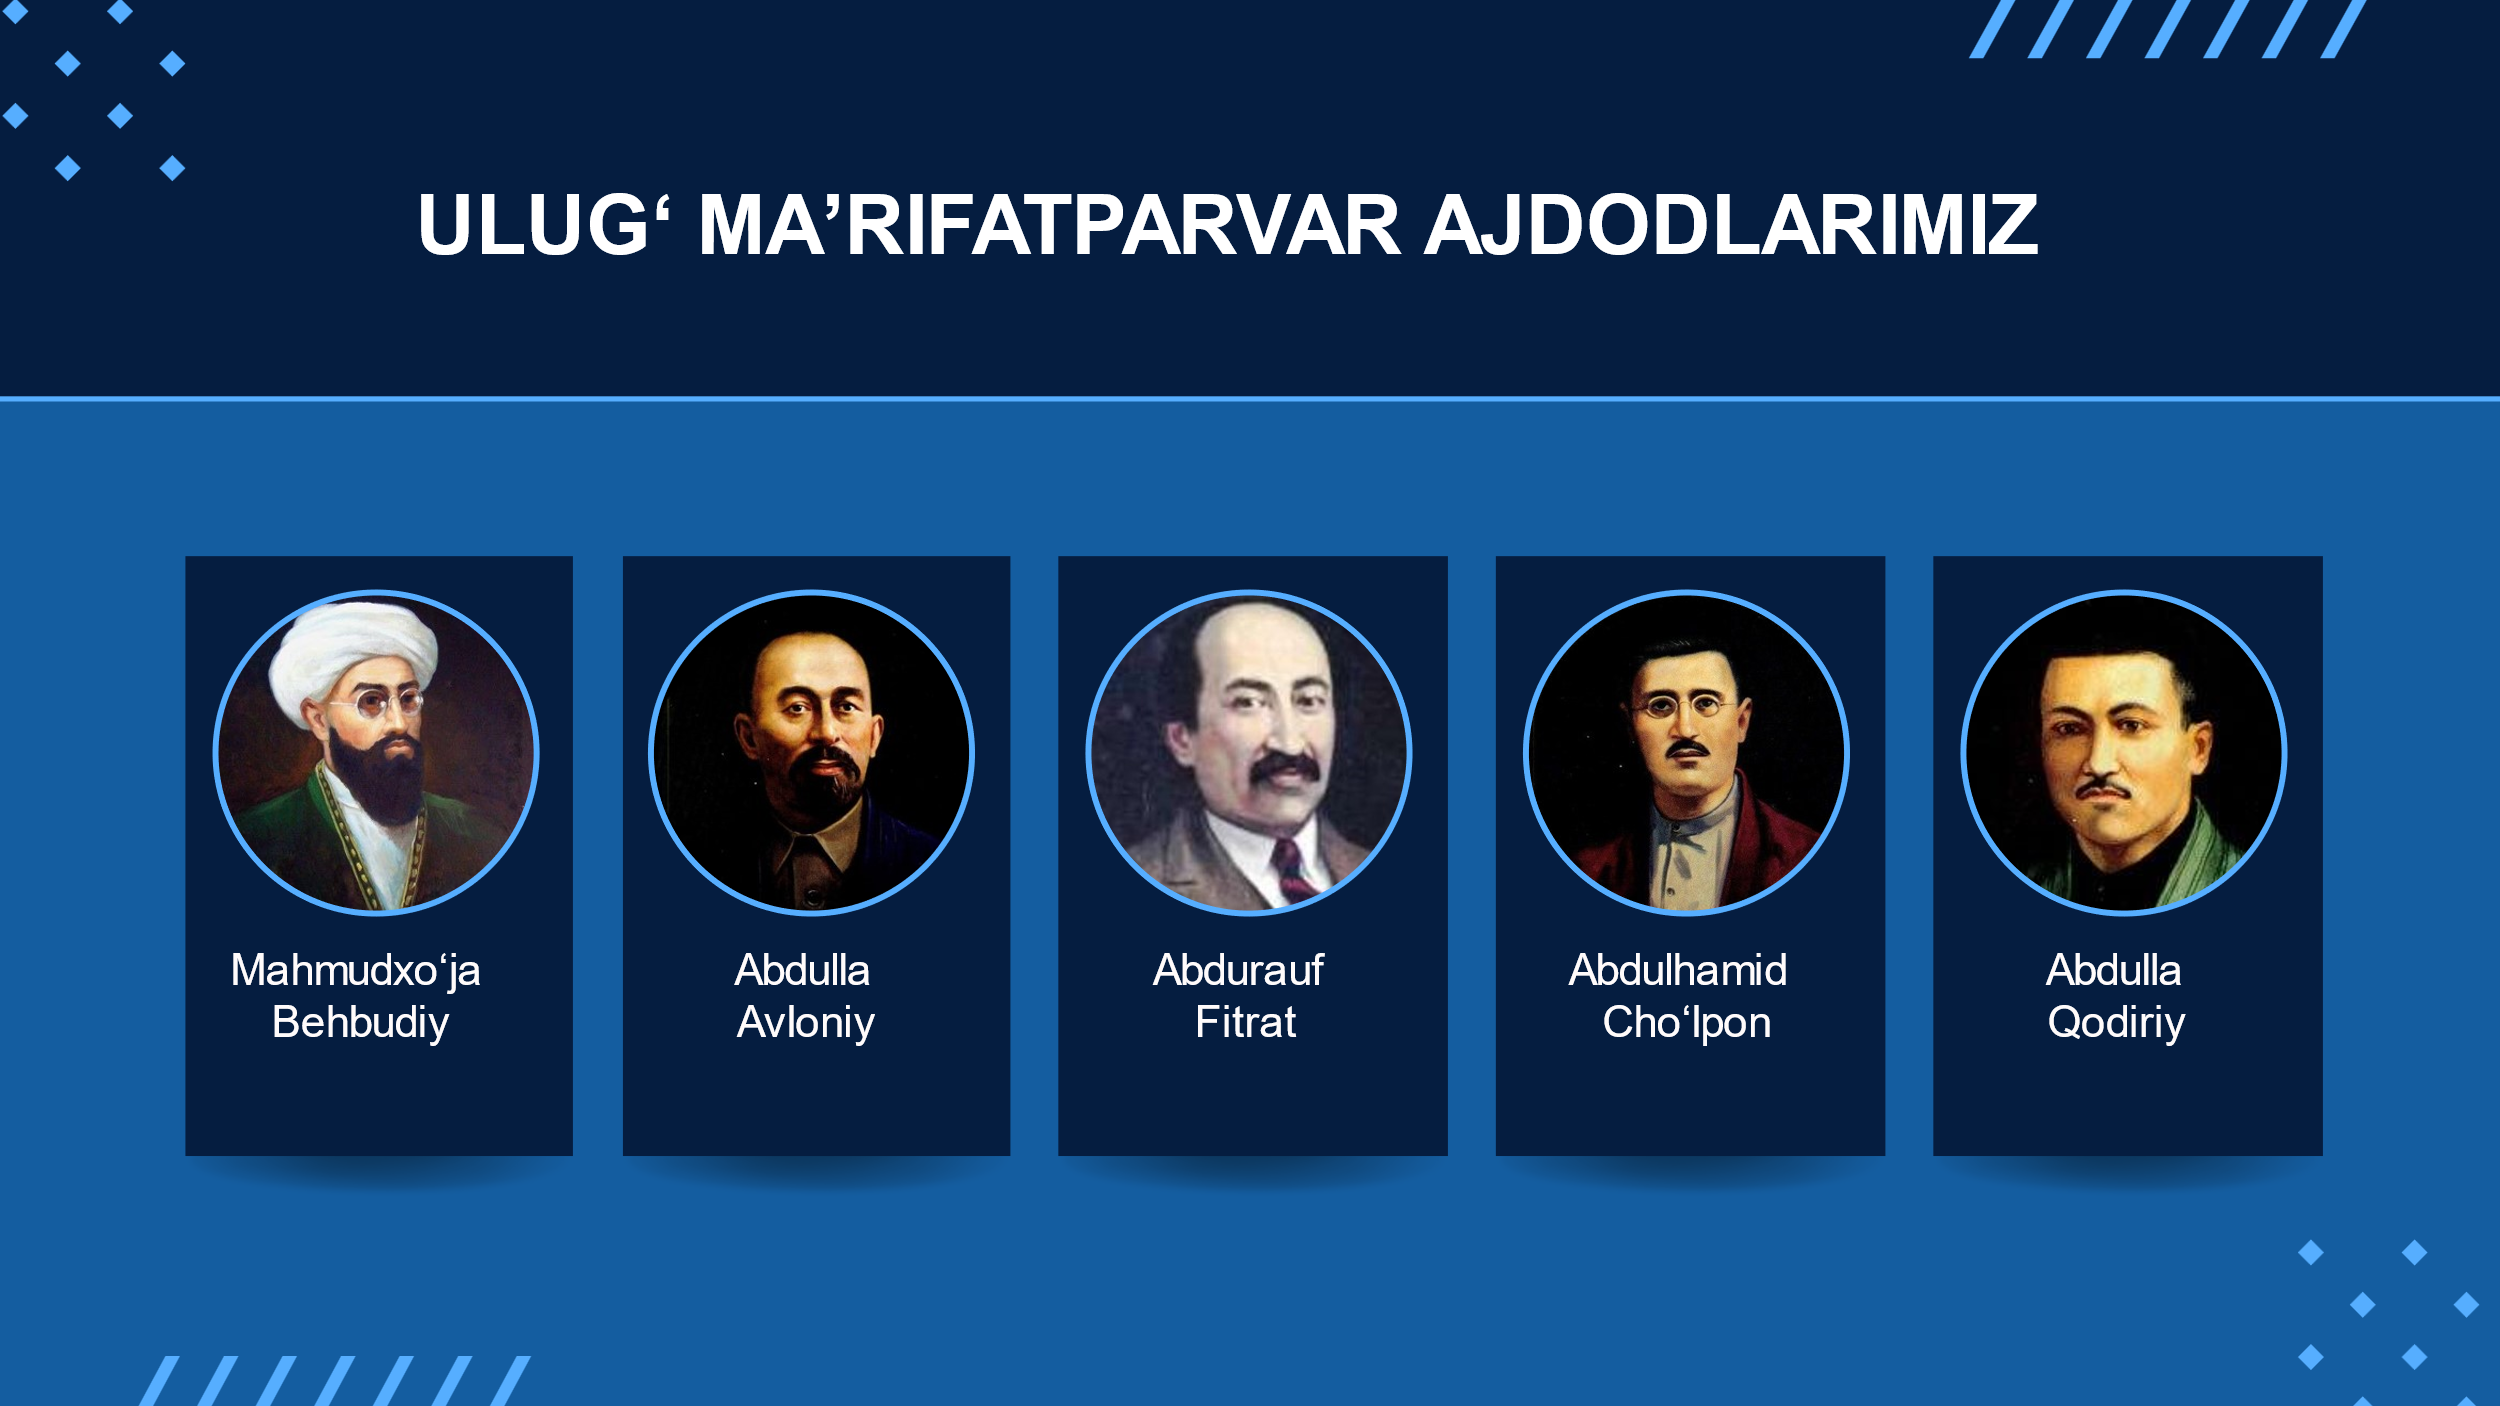 ULUG‘ MA’RIFATPARVAR AJDODLARIMIZ
Mahmudxo‘ja
Behbudiy
Abdulla
Avloniy
Abdurauf
Fitrat
Abdulhamid
Cho‘lpon
Abdulla
Qodiriy